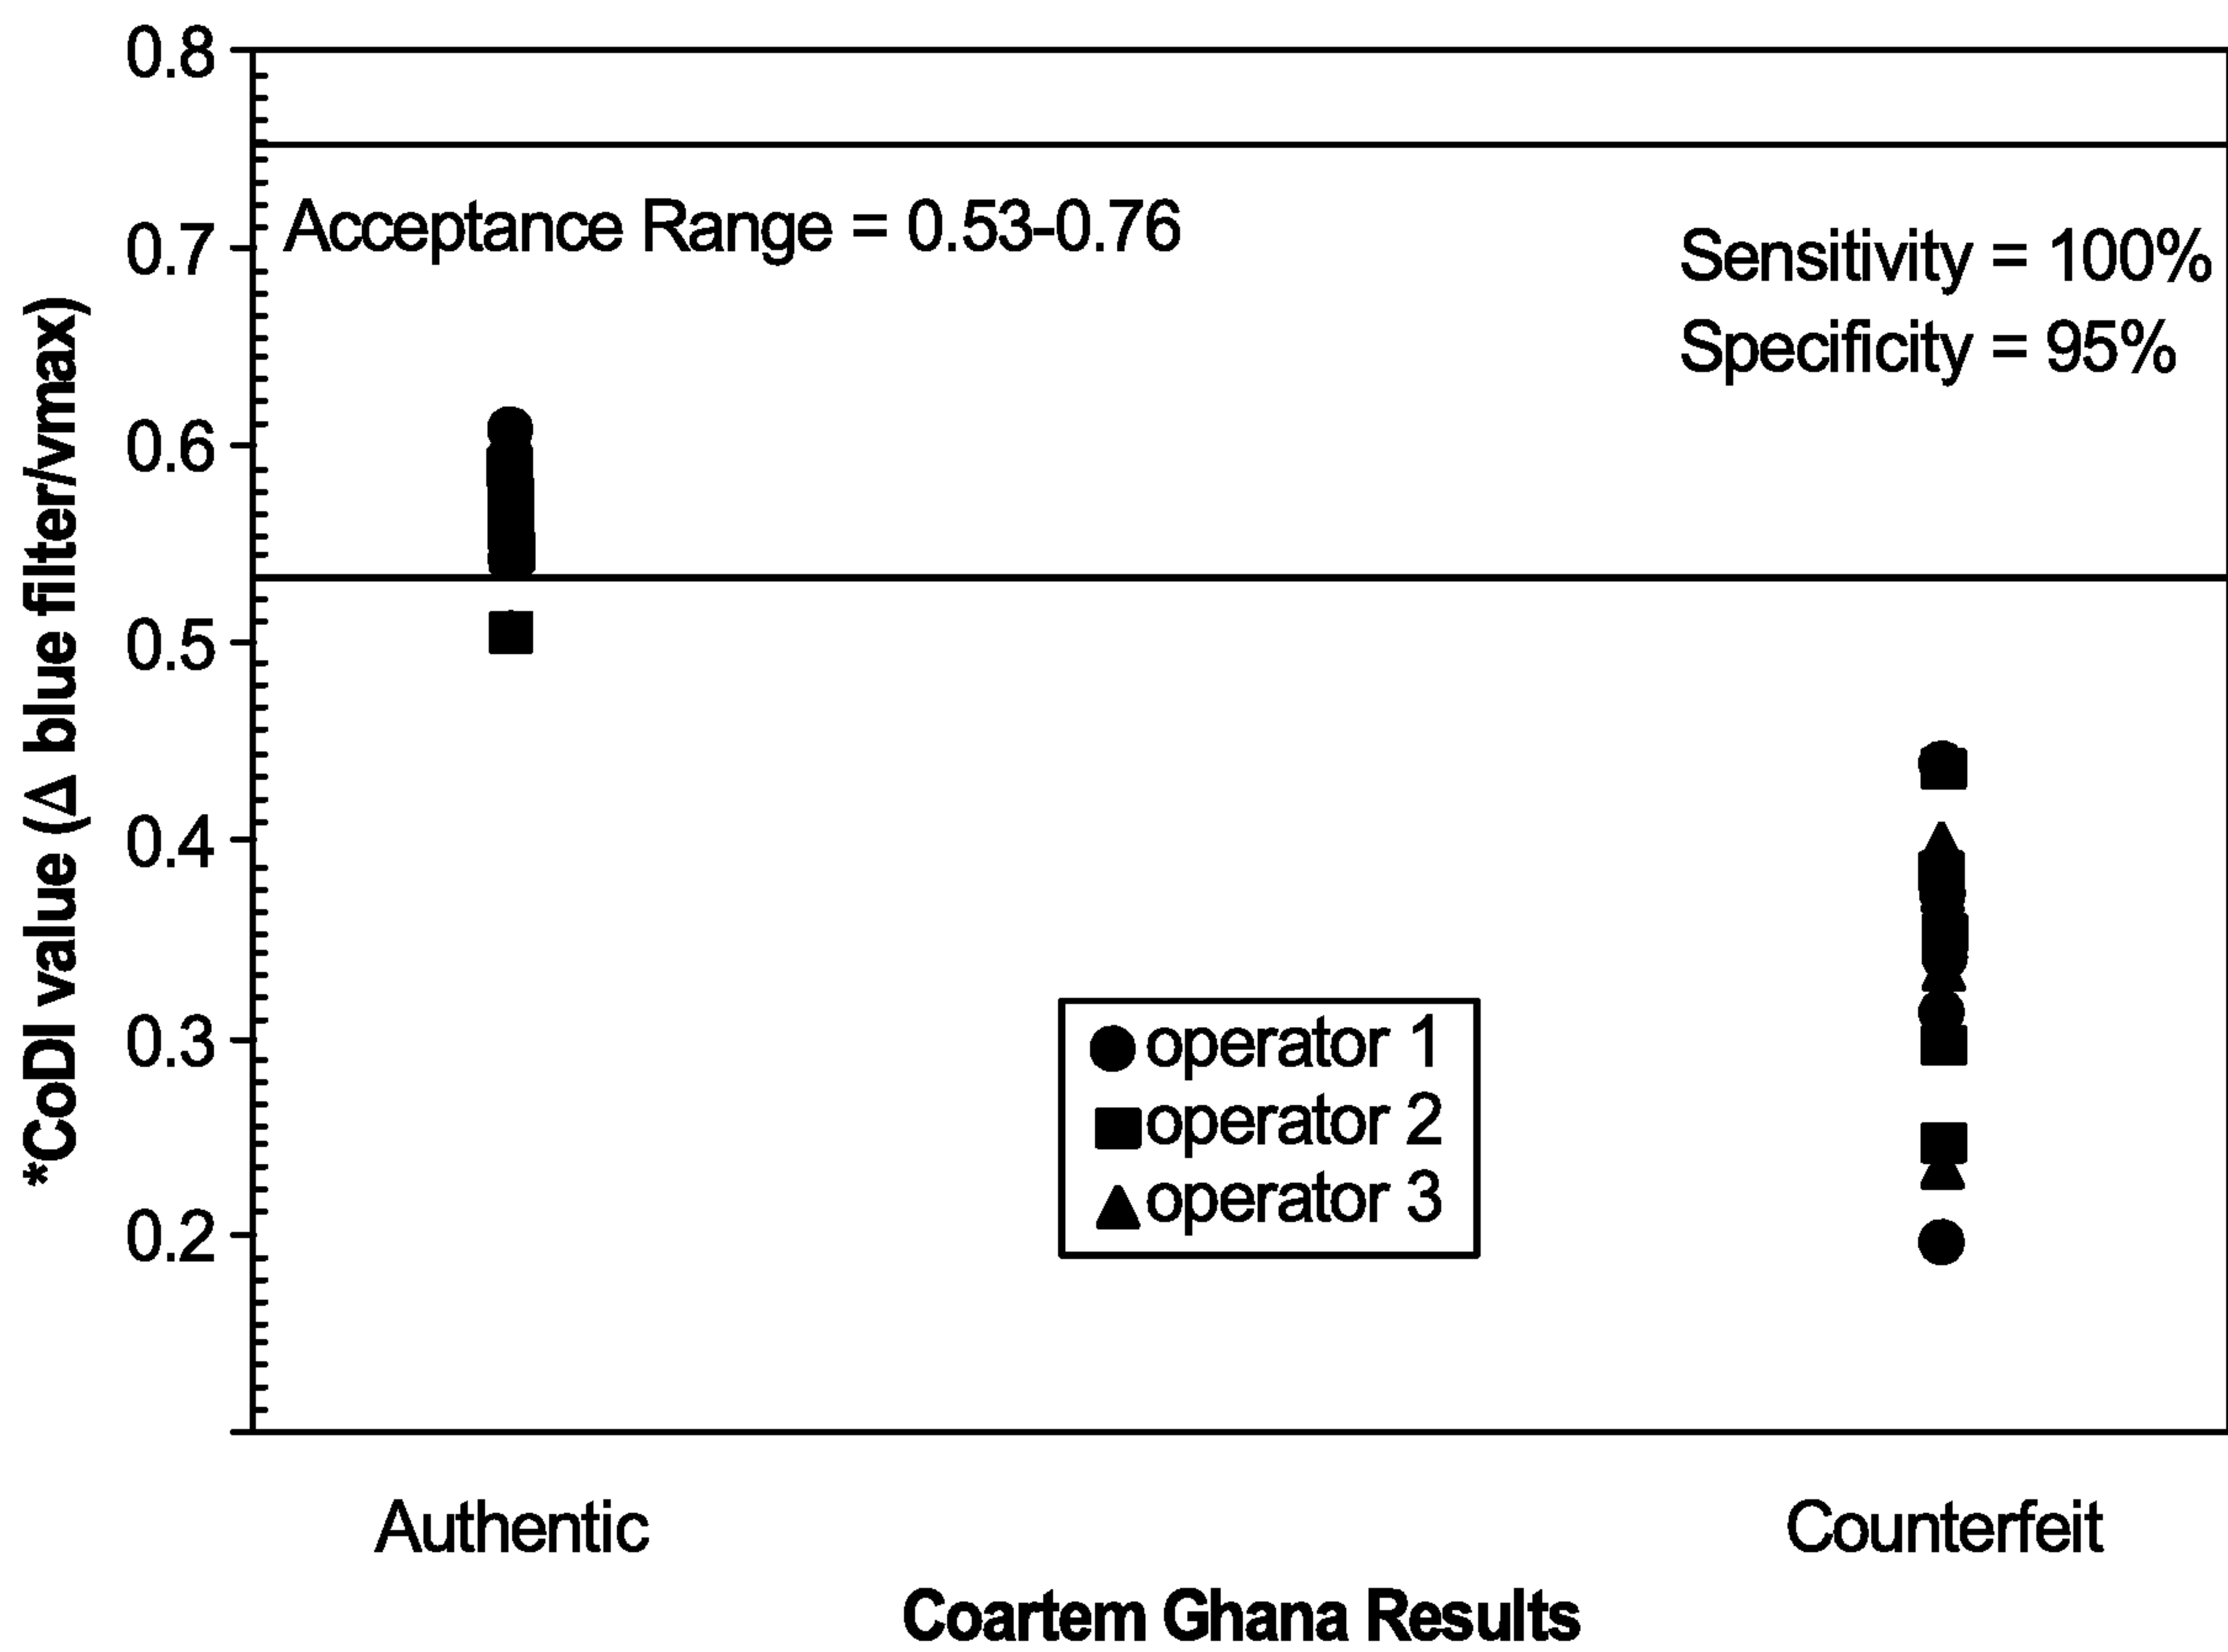 *CoDI value (Δ blue filter/vmax)
0.8
0.7
0.6
0.5
0.4
0.3
0.2
Acceptance Range = 0.53-0.76
Sensitivity = 100%
Specificity = 95%
operator 1
operator 2
operator 3
Authentic
Counterfeit
Coartem Ghana Results